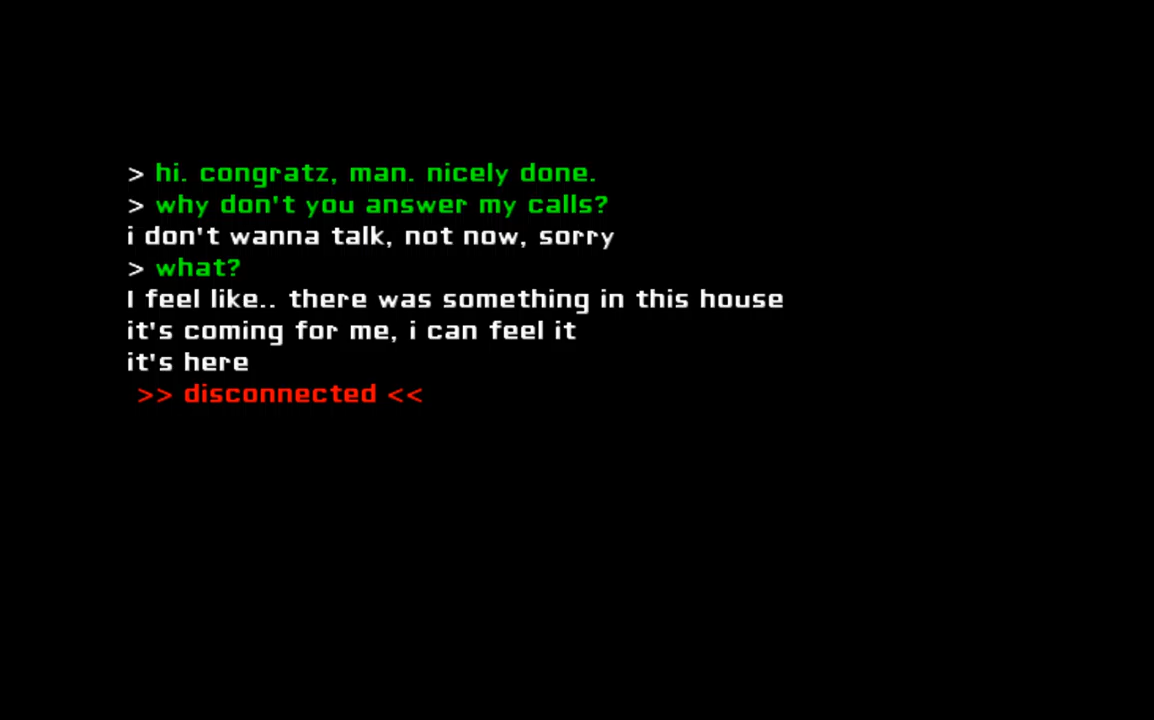 > hi. congratz, man. nicely done.
> why don't you answer my calls?
i don't wanna talk, not now, sorry
> what?
I feel like.. there was something in this house
it's coming for me, i can feel it
it's here
>> disconnected <<